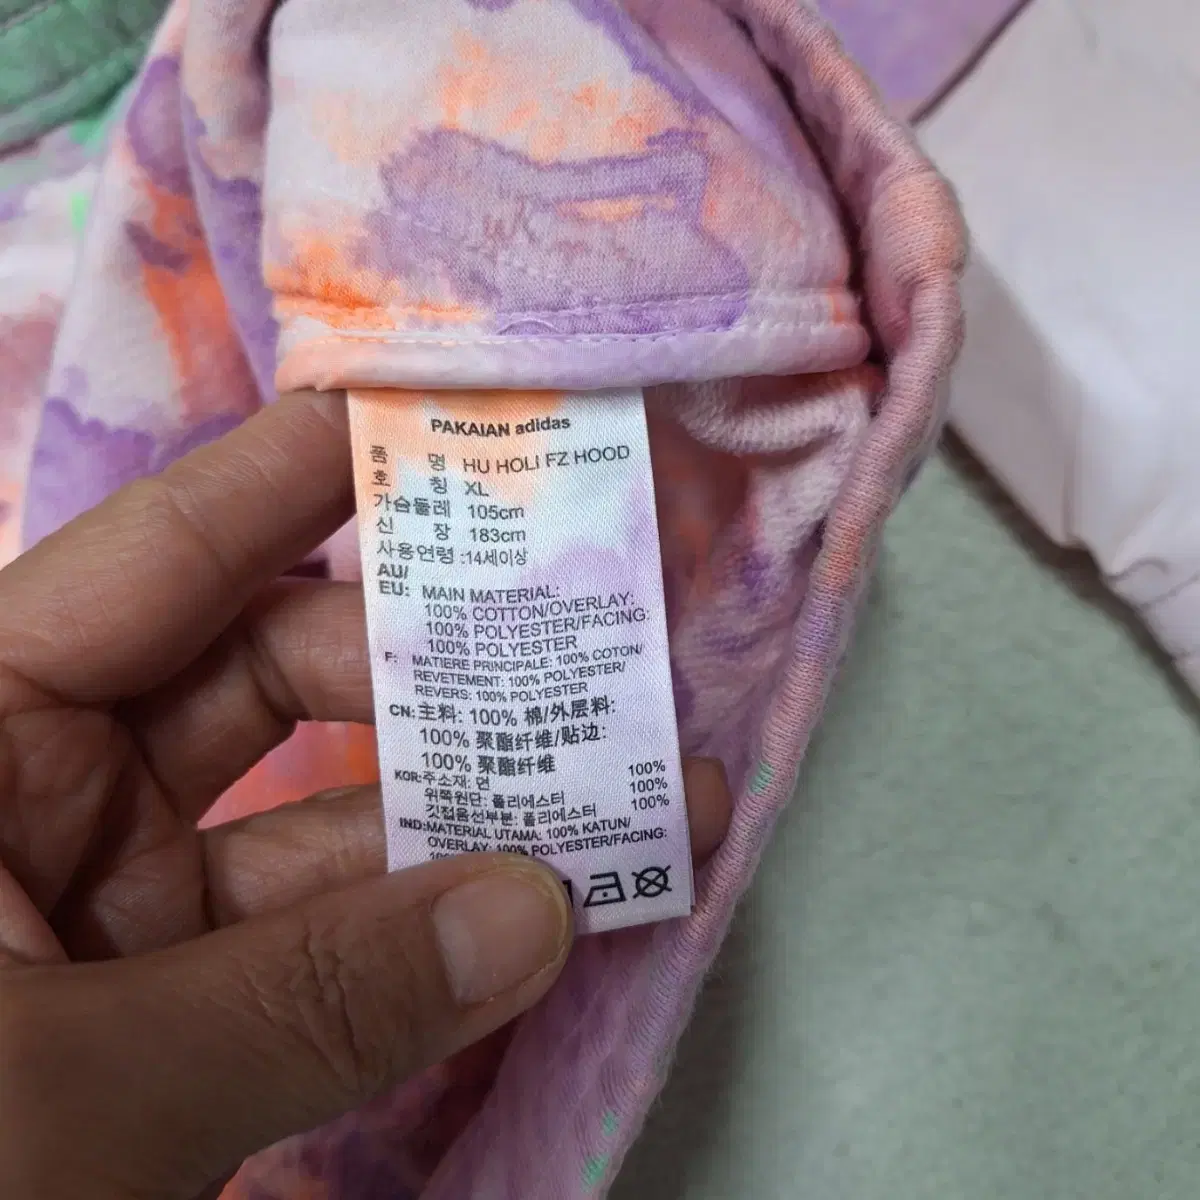 PAKAIAN adidas
품 명 HU HOLI FZ HOOD
호 칭 XL
가슴둘레 105cm
신 장 183cm
사용연령 :14세이상
AU/
EU: MAIN MATERIAL:
100% COTTON/OVERLAY:
100% POLYESTER/FACING:
100% POLYESTER
F: MATIERE PRINCIPALE: 100% COTON/
REVETEMENT: 100% POLYESTER/
REVERS: 100% POLYESTER
CN:主料: 100% 棉/外层料:
100% 聚酯纤维/贴边:
100% 聚酯纤维
KOR:주소재: 면 100%
위쪽원단: 폴리에스터 100%
깃접음선부분: 폴리에스터 100%
IND:MATERIAL UTAMA: 100% KATUN/
OVERLAY: 100% POLYESTER/FACING: